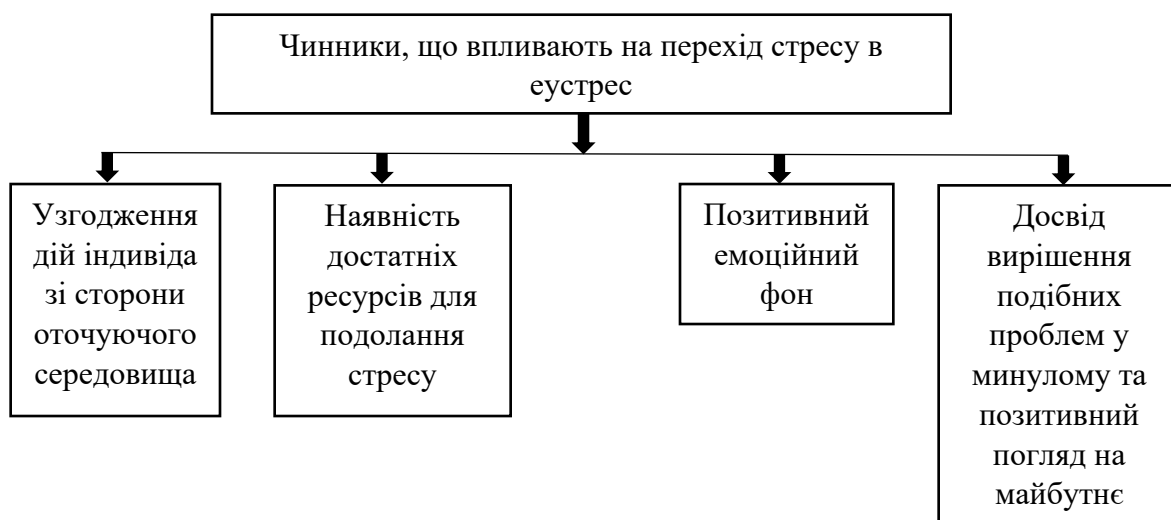 Чинники, що впливають на перехід стресу в
еустрес
Узгодження
дій індивіда
зі сторони
оточуючого
середовища
Наявність
достатніх
ресурсів для
подолання
стресу
Позитивний
емоційний
фон
Досвід
вирішення
подібних
проблем у
минулому та
позитивний
погляд на
майбутнє